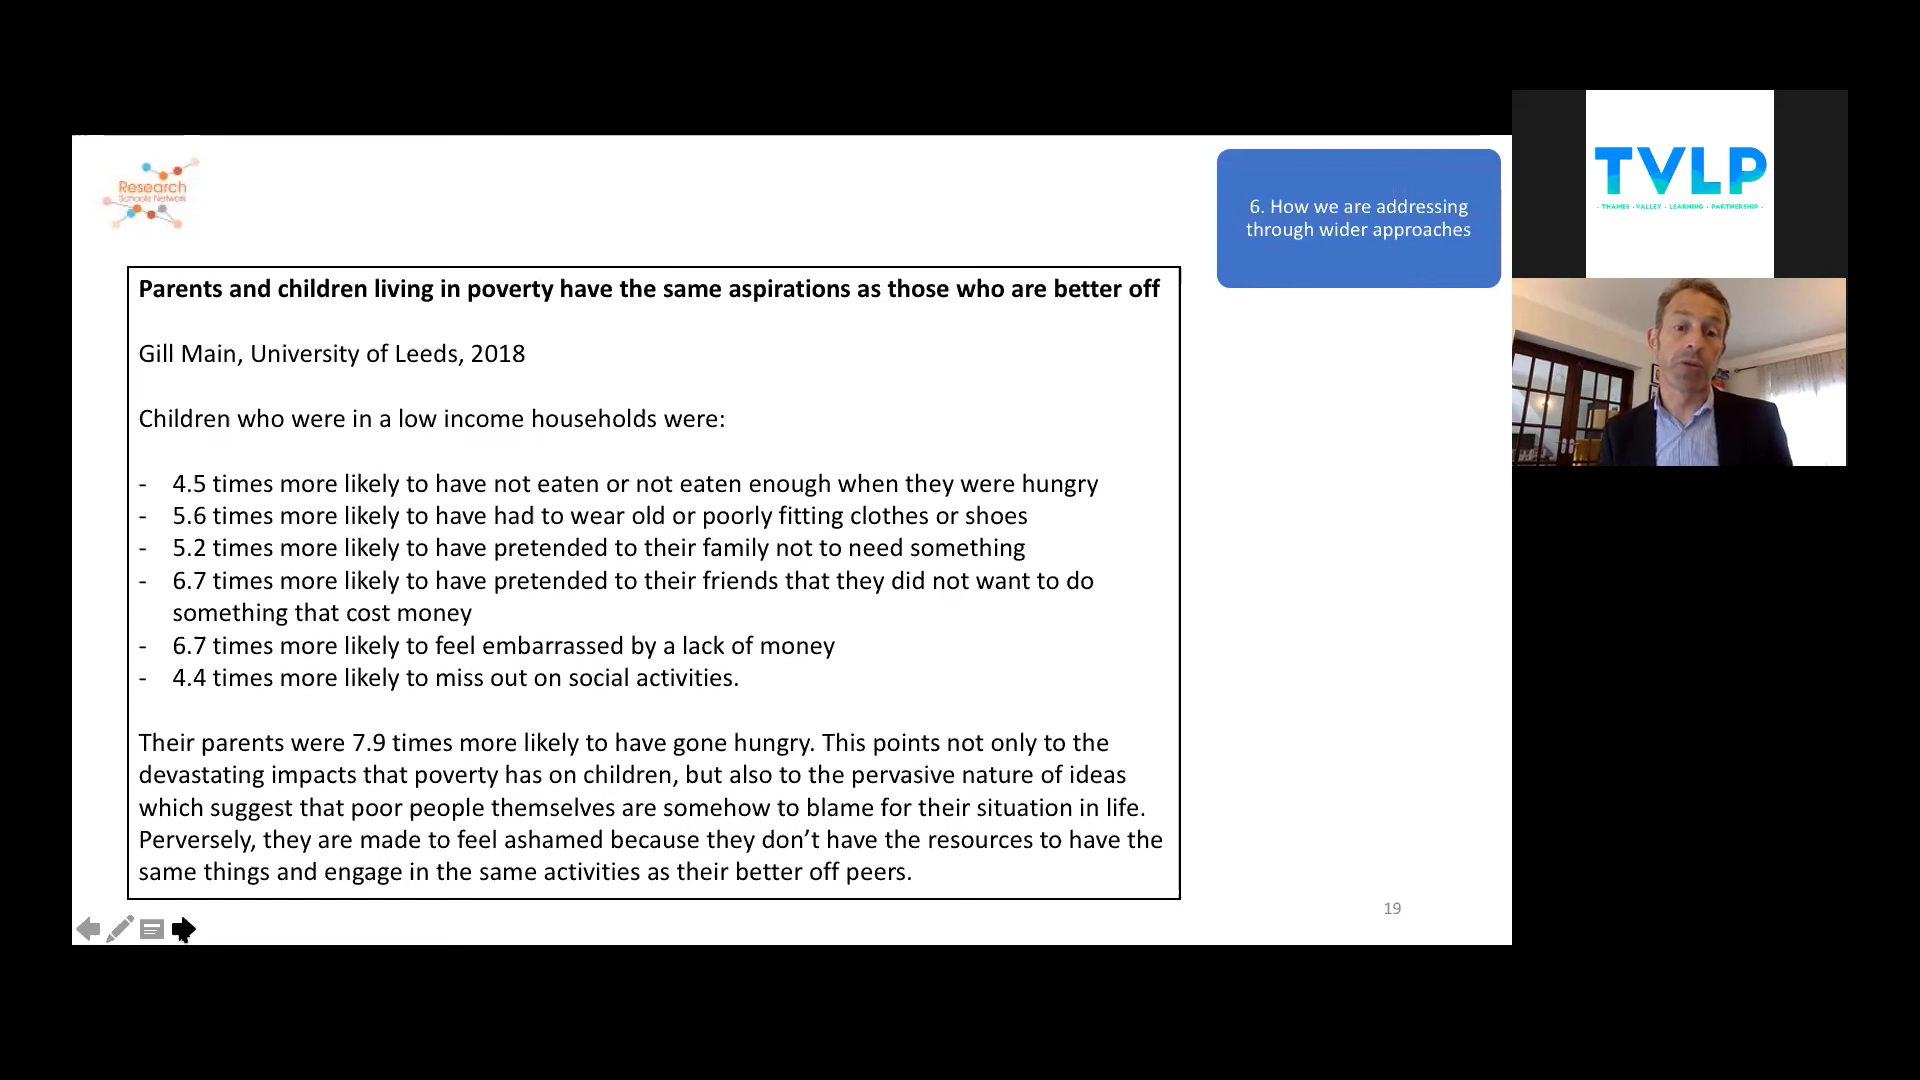 Research
Schools Network
6. How we are addressing
through wider approaches
TVLP
- THAMES - VALLEY - LEARNING - PARTNERSHIP -
Parents and children living in poverty have the same aspirations as those who are better off
Gill Main, University of Leeds, 2018
Children who were in a low income households were:
- 4.5 times more likely to have not eaten or not eaten enough when they were hungry
- 5.6 times more likely to have had to wear old or poorly fitting clothes or shoes
- 5.2 times more likely to have pretended to their family not to need something
- 6.7 times more likely to have pretended to their friends that they did not want to do
something that cost money
- 6.7 times more likely to feel embarrassed by a lack of money
- 4.4 times more likely to miss out on social activities.
Their parents were 7.9 times more likely to have gone hungry. This points not only to the
devastating impacts that poverty has on children, but also to the pervasive nature of ideas
which suggest that poor people themselves are somehow to blame for their situation in life.
Perversely, they are made to feel ashamed because they don’t have the resources to have the
same things and engage in the same activities as their better off peers.
19